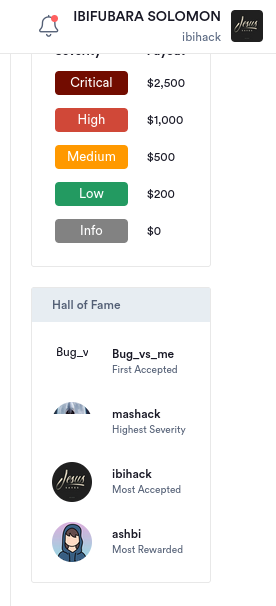 IBIFUBARA SOLOMON
ibihack
Severity Payout
Critical $2,500
High $1,000
Medium $500
Low $200
Info $0
Hall of Fame
Bug_v
Bug_vs_me
First Accepted
mashack
Highest Severity
Jesus
ibihack
Most Accepted
ashbi
Most Rewarded